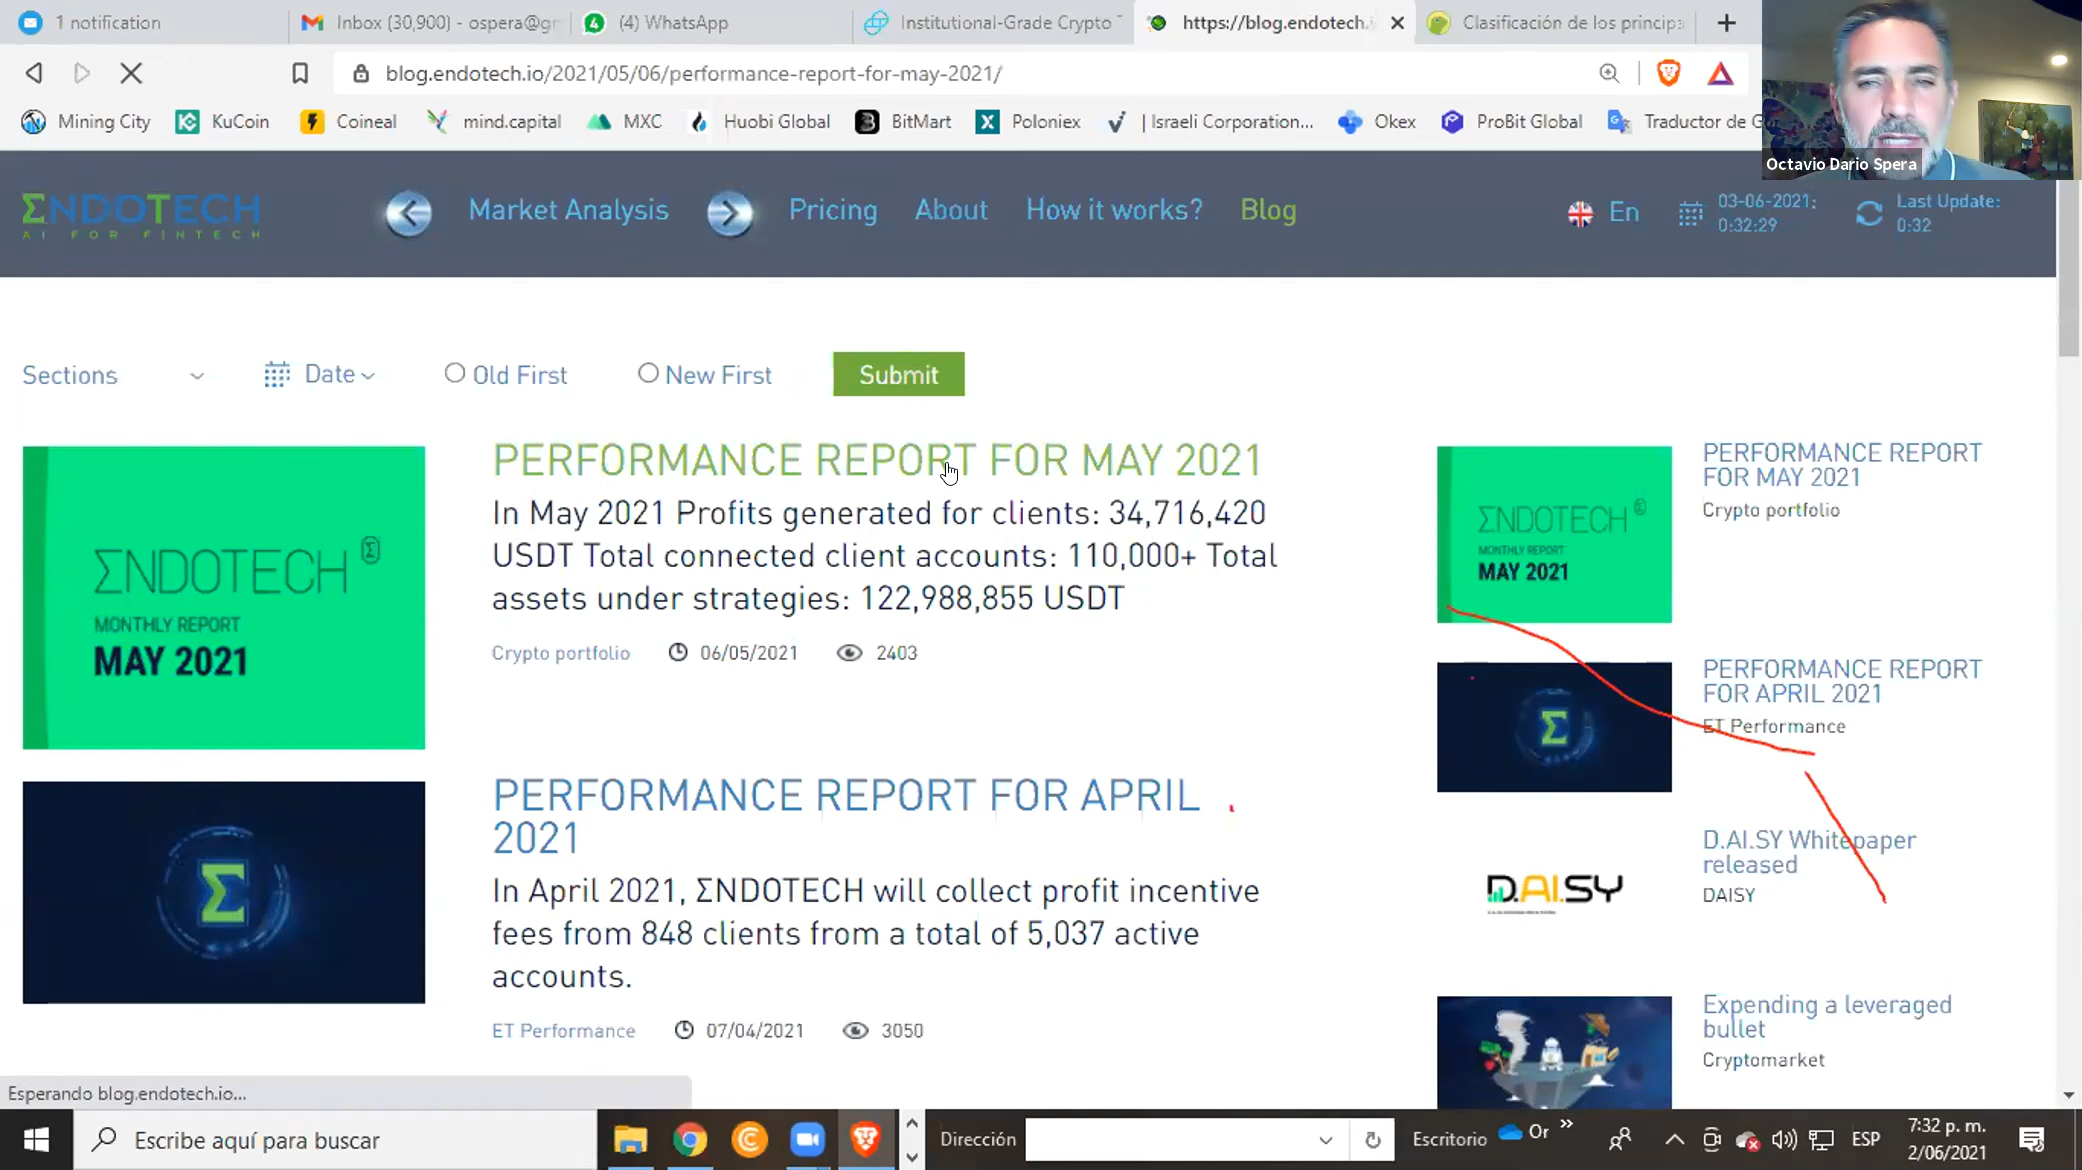 1 notification
Inbox (30,900) - ospera@gm
(4) WhatsApp
Institutional-Grade Crypto T
https://blog.endotech.i
Clasificación de los principa
blog.endotech.io/2021/05/06/performance-report-for-may-2021/
Mining City
KuCoin
Coineal
mind.capital
MXC
Huobi Global
BitMart
Poloniex
| Israeli Corporation...
Okex
ProBit Global
Traductor de G
Octavio Dario Spera
ΣNDOTECH
AI FOR FINTECH
Market Analysis
Pricing
About
How it works?
Blog
En
03-06-2021:
0:32:29
Last Update:
0:32
Sections
Date
Old First
New First
Submit
ΣNDOTECH
MONTHLY REPORT
MAY 2021
PERFORMANCE REPORT FOR MAY 2021
In May 2021 Profits generated for clients: 34,716,420
USDT Total connected client accounts: 110,000+ Total
assets under strategies: 122,988,855 USDT
Crypto portfolio
06/05/2021
2403
PERFORMANCE REPORT FOR APRIL
2021
In April 2021, ΣNDOTECH will collect profit incentive
fees from 848 clients from a total of 5,037 active
accounts.
ET Performance
07/04/2021
3050
ΣNDOTECH
MONTHLY REPORT
MAY 2021
PERFORMANCE REPORT
FOR MAY 2021
Crypto portfolio
PERFORMANCE REPORT
FOR APRIL 2021
ET Performance
D.AI.SY
D.AI.SY Whitepaper
released
DAISY
Expending a leveraged
bullet
Cryptomarket
Esperando blog.endotech.io...
Escribe aquí para buscar
Dirección
Escritorio
Or
ESP
7:32 p. m.
2/06/2021